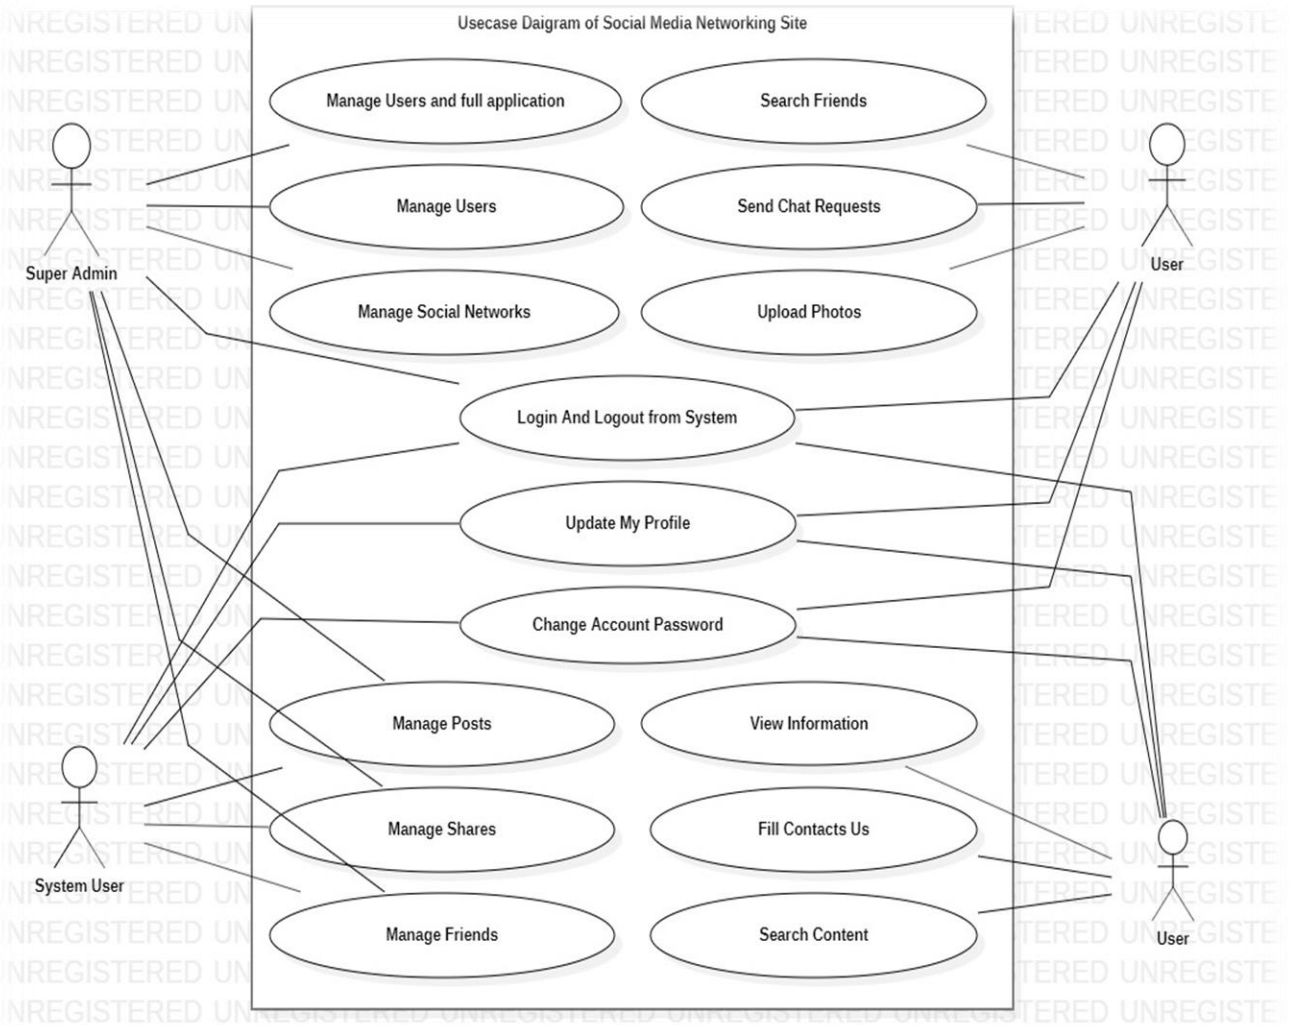 Usecase Daigram of Social Media Networking Site
Manage Users and full application
Search Friends
Manage Users
Send Chat Requests
Super Admin
User
Manage Social Networks
Upload Photos
Login And Logout from System
Update My Profile
Change Account Password
Manage Posts
View Information
Manage Shares
Fill Contacts Us
System User
Manage Friends
Search Content
User